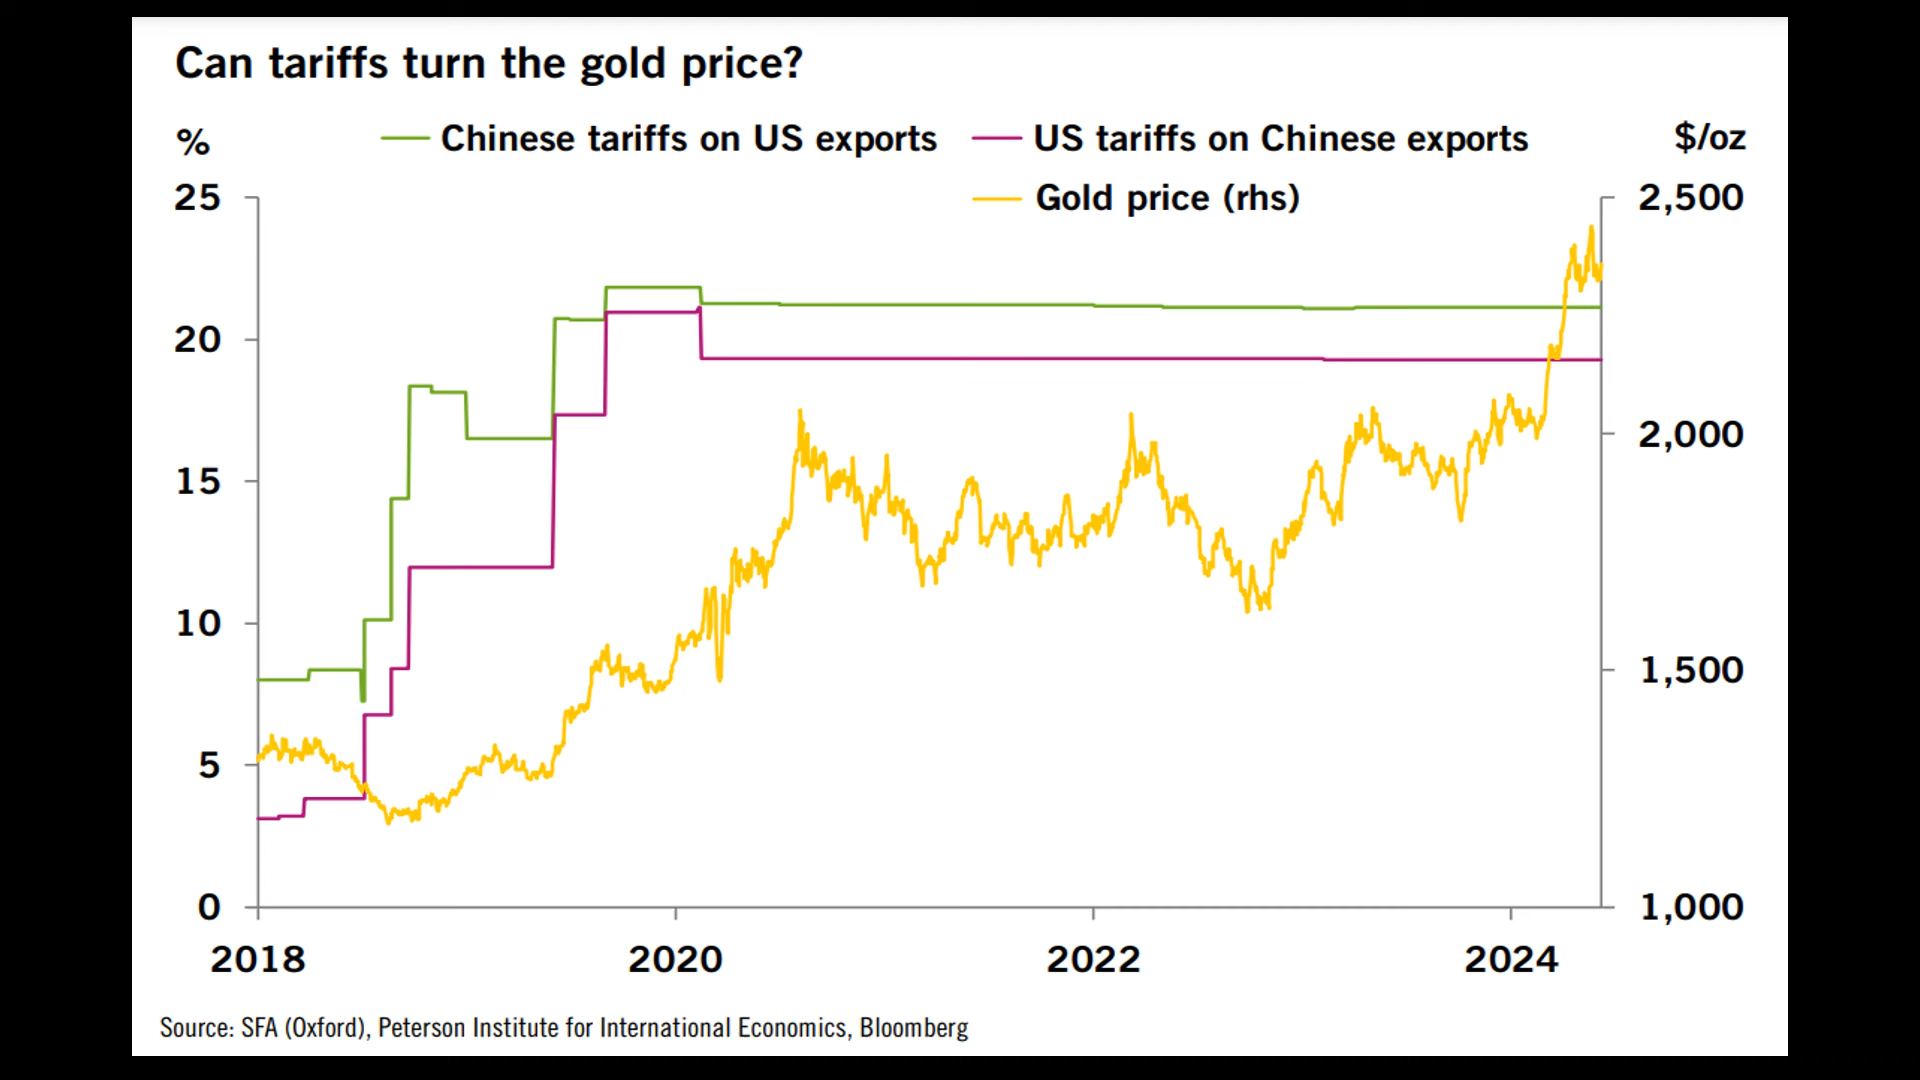 Can tariffs turn the gold price?
% Chinese tariffs on US exports US tariffs on Chinese exports $/oz
25 Gold price (rhs) 2,500
20
2,000
15
10
1,500
5
0 1,000
2018 2020 2022 2024
Source: SFA (Oxford), Peterson Institute for International Economics, Bloomberg